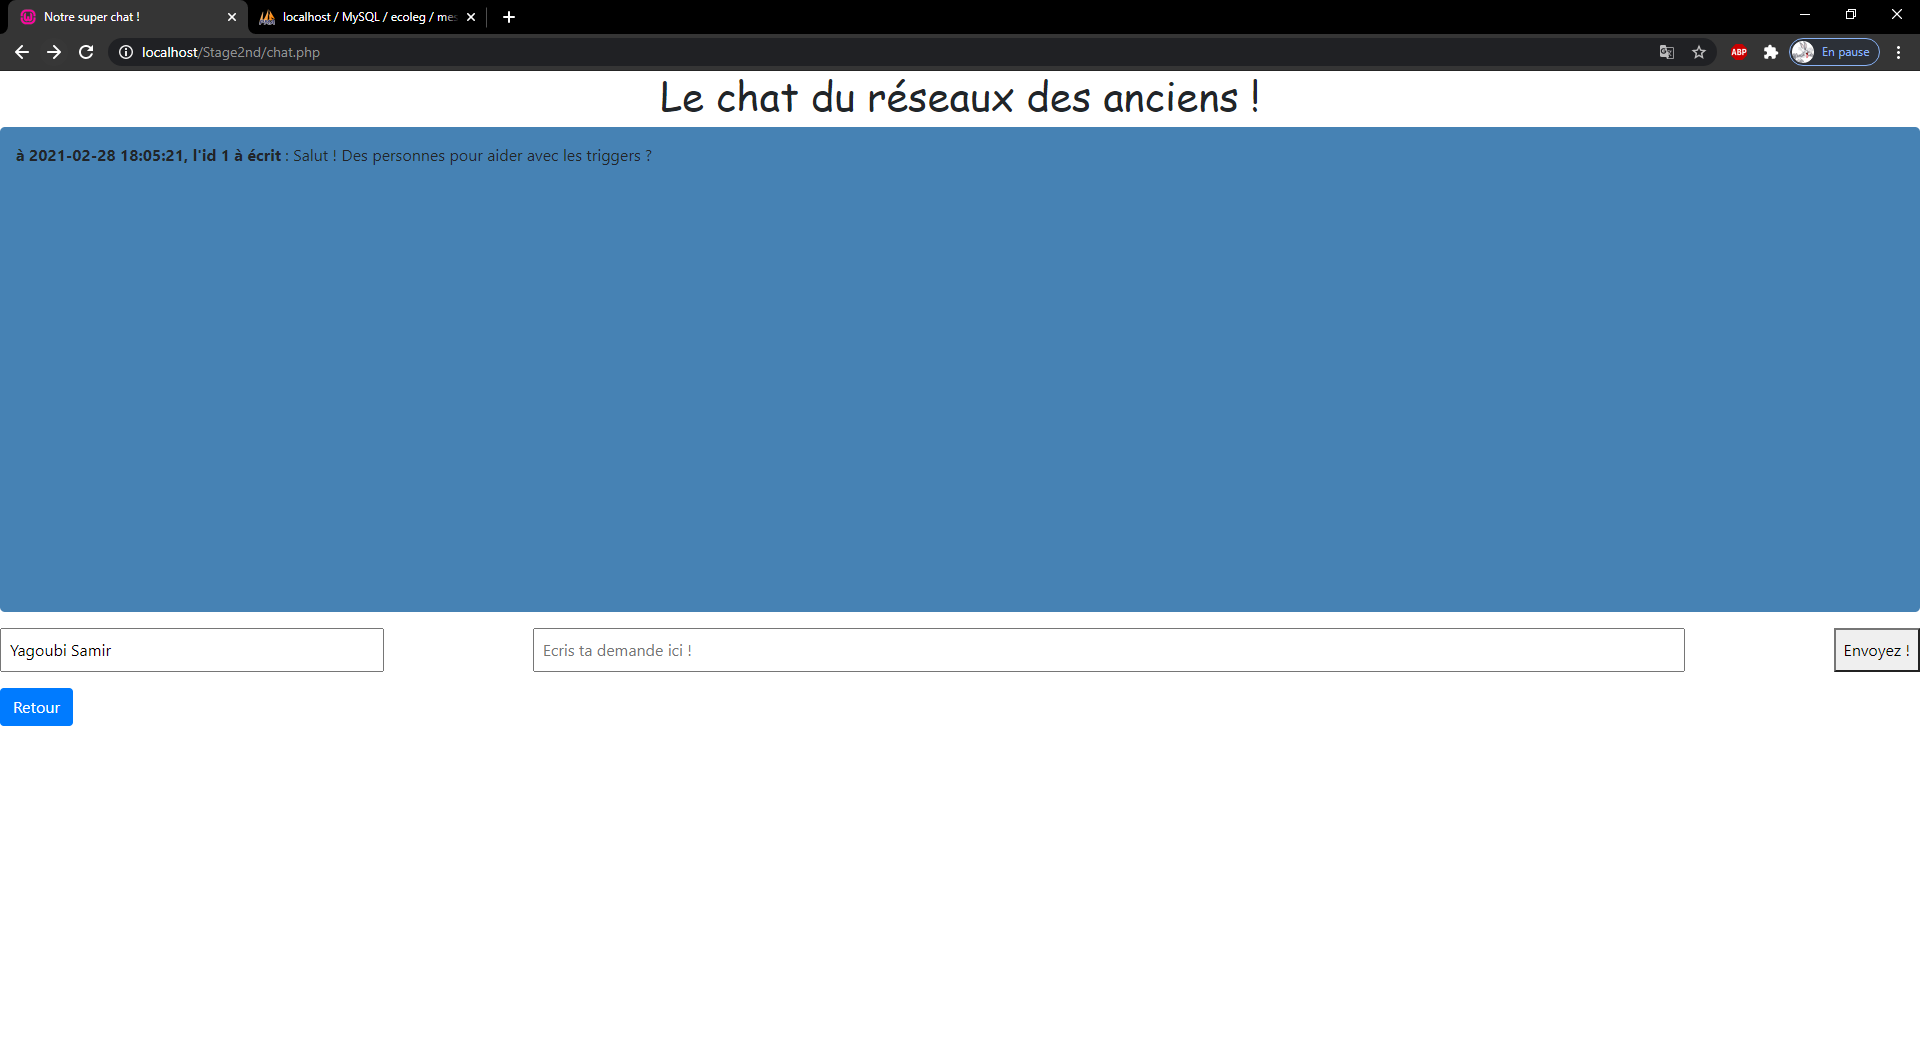 Notre super chat !
localhost / MySQL / ecoleg / mes
localhost/Stage2nd/chat.php
ABP
En pause
Le chat du réseaux des anciens !
à 2021-02-28 18:05:21, l'id 1 à écrit : Salut ! Des personnes pour aider avec les triggers ?
Yagoubi Samir
Ecris ta demande ici !
Envoyez !
Retour